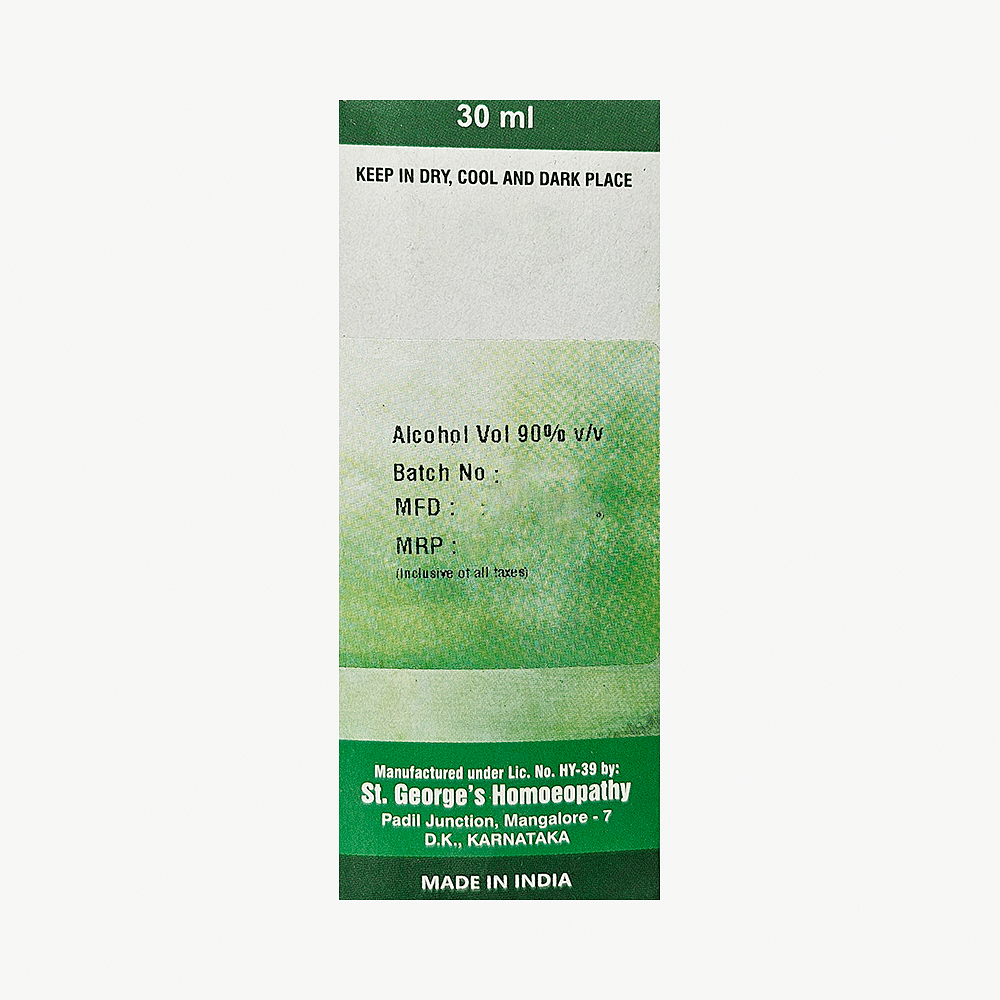 30 ml
KEEP IN DRY, COOL AND DARK PLACE
Alcohol Vol 90% v/v
Batch No :
MFD :
MRP :
(Inclusive of all taxes)
Manufactured under Lic. No. HY-39 by:
St. George's Homoeopathy
Padil Junction, Mangalore - 7
D.K., KARNATAKA
MADE IN INDIA